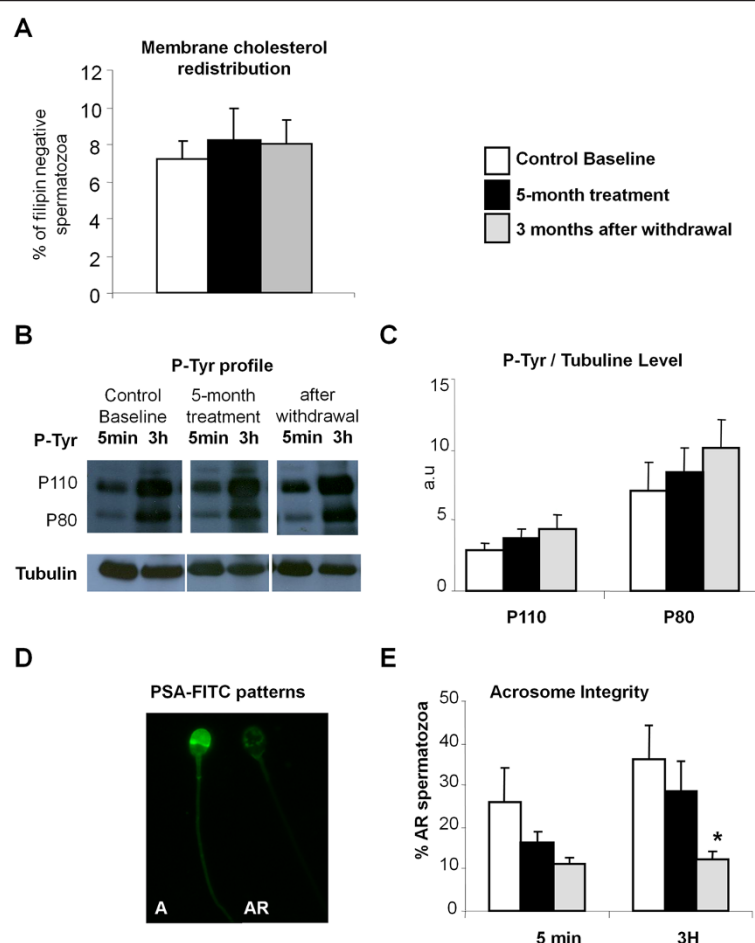 A
Membrane cholesterol
redistribution
% of filipin negative
spermatozoa
12
10
8
6
4
2
0
Control Baseline
5-month treatment
3 months after withdrawal
B
P-Tyr profile
Control
Baseline
5-month
treatment
after
withdrawal
P-Tyr
5min 3h 5min 3h 5min 3h
P110
P80
Tubulin
C
P-Tyr / Tubuline Level
a.u
15
10
5
0
P110
P80
D
PSA-FITC patterns
A
AR
E
Acrosome Integrity
% AR spermatozoa
50
40
30
20
10
0
*
5 min
3H